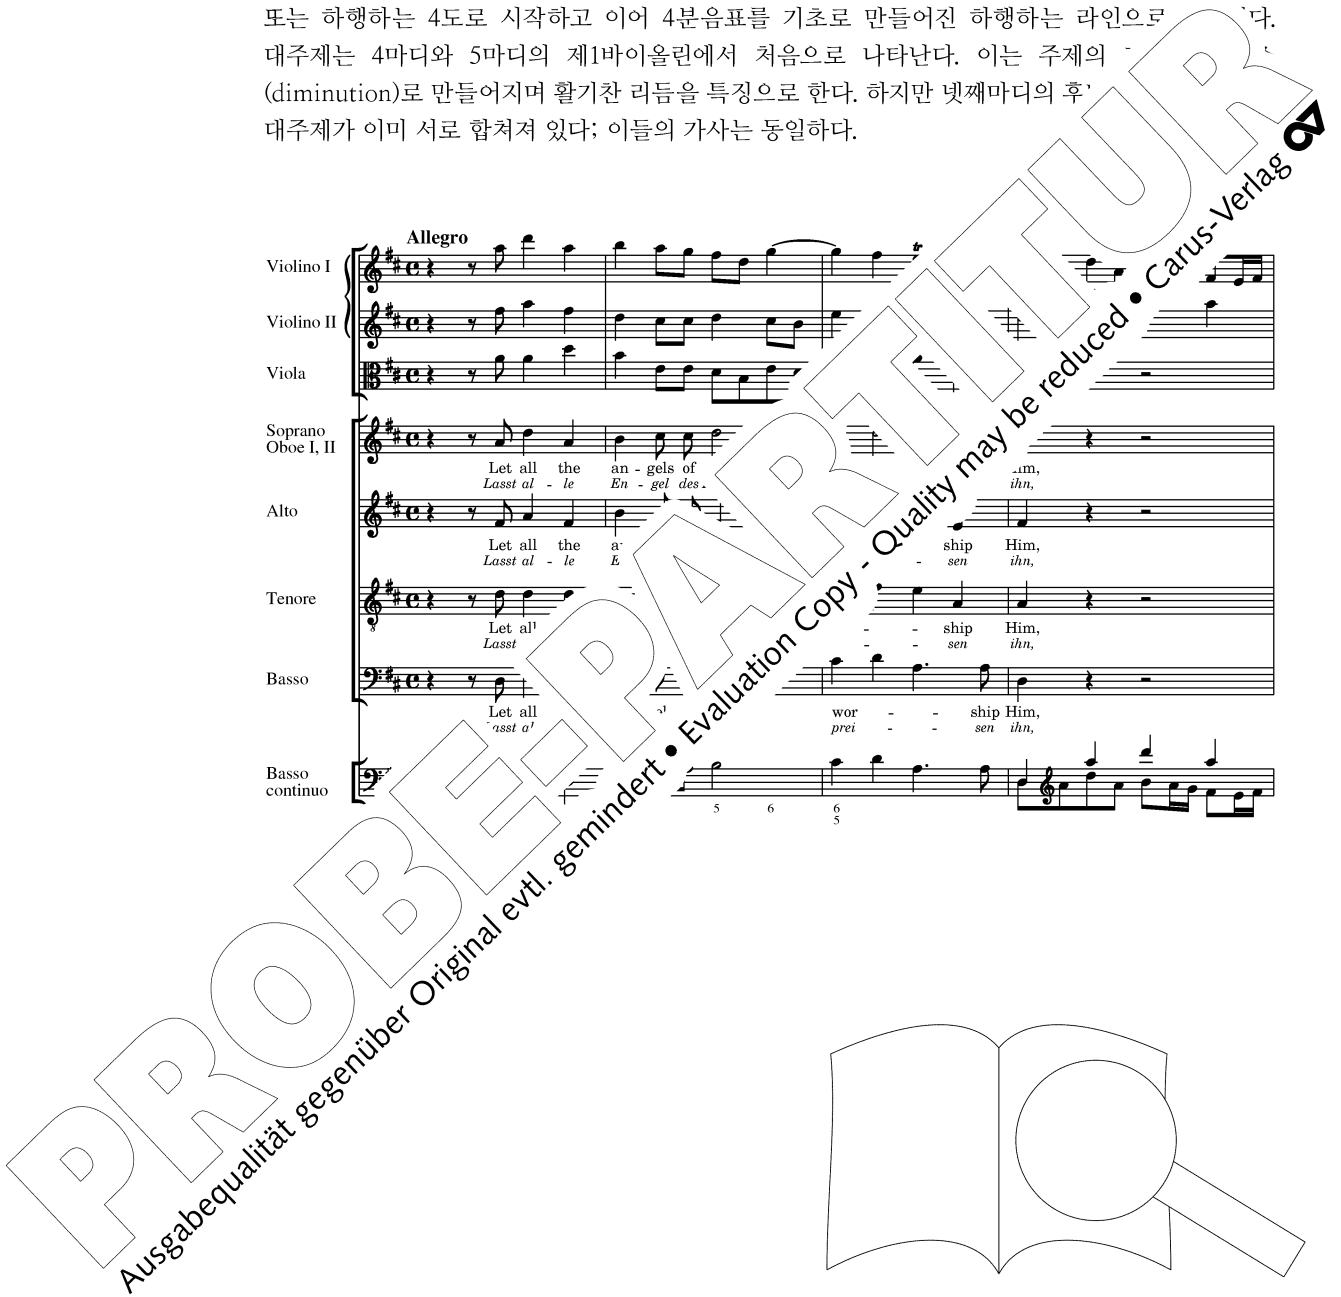 또는 하행하는 4도로 시작하고 이어 4분음표를 기초로 만들어진 하행하는 라인으로
대주제는 4마디와 5마디의 제1바이올린에서 처음으로 나타난다. 이는 주제의
(diminution)로 만들어지며 활기찬 리듬을 특징으로 한다. 하지만 넷째마디의
대주제가 이미 서로 합쳐져 있다; 이들의 가사는 동일하다.
Allegro
Violino I
Violino II
Viola
Soprano
Oboe I, II
Let all the an - gels of
Lasst al - le En - gel des
ihn,
Alto
Let all the ship Him,
Lasst al - le - sen ihn,
Tenore
Let - - ship Him,
Lasst - - sen ihn,
Basso
Let all wor - - ship Him,
prei - - sen ihn,
Basso
continuo
5 6 6
5
PROBE-PARTITUR
Ausgabequalität gegenüber Original evtl. gemindert • Evaluation Copy - Quality may be reduced • Carus-Verlag